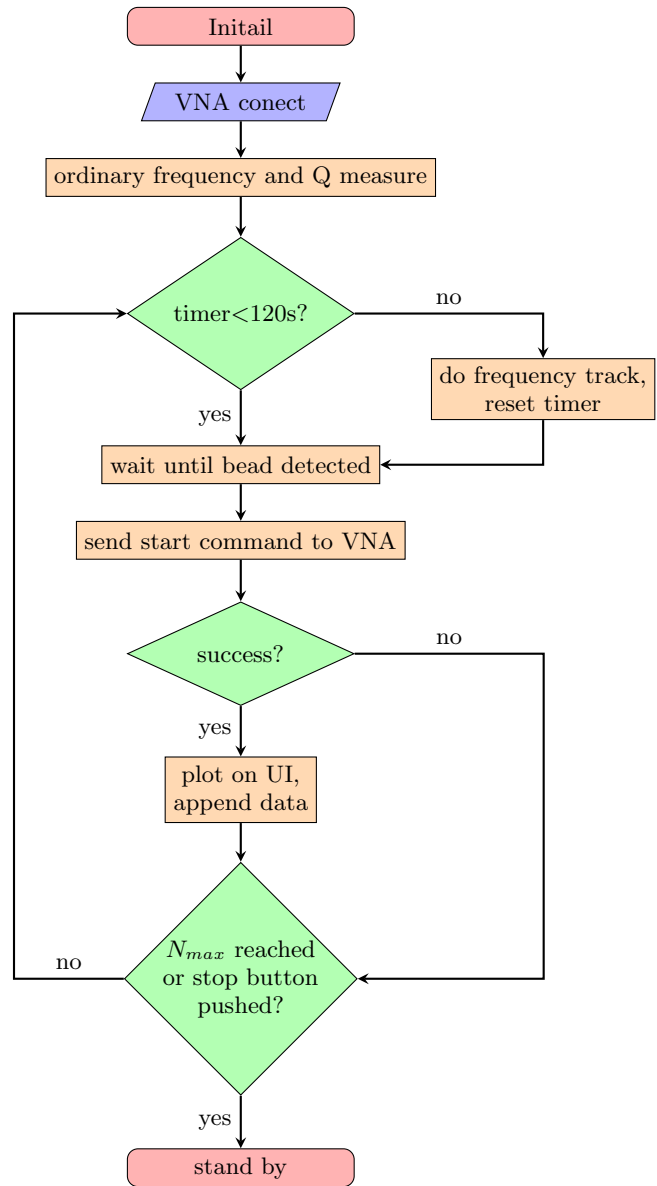 Initail
VNA conect
ordinary frequency and Q measure
timer<120s?
no
do frequency track,
reset timer
yes
wait until bead detected
send start command to VNA
success?
no
yes
plot on UI,
append data
N_{max} reached
or stop button
pushed?
no
yes
stand by